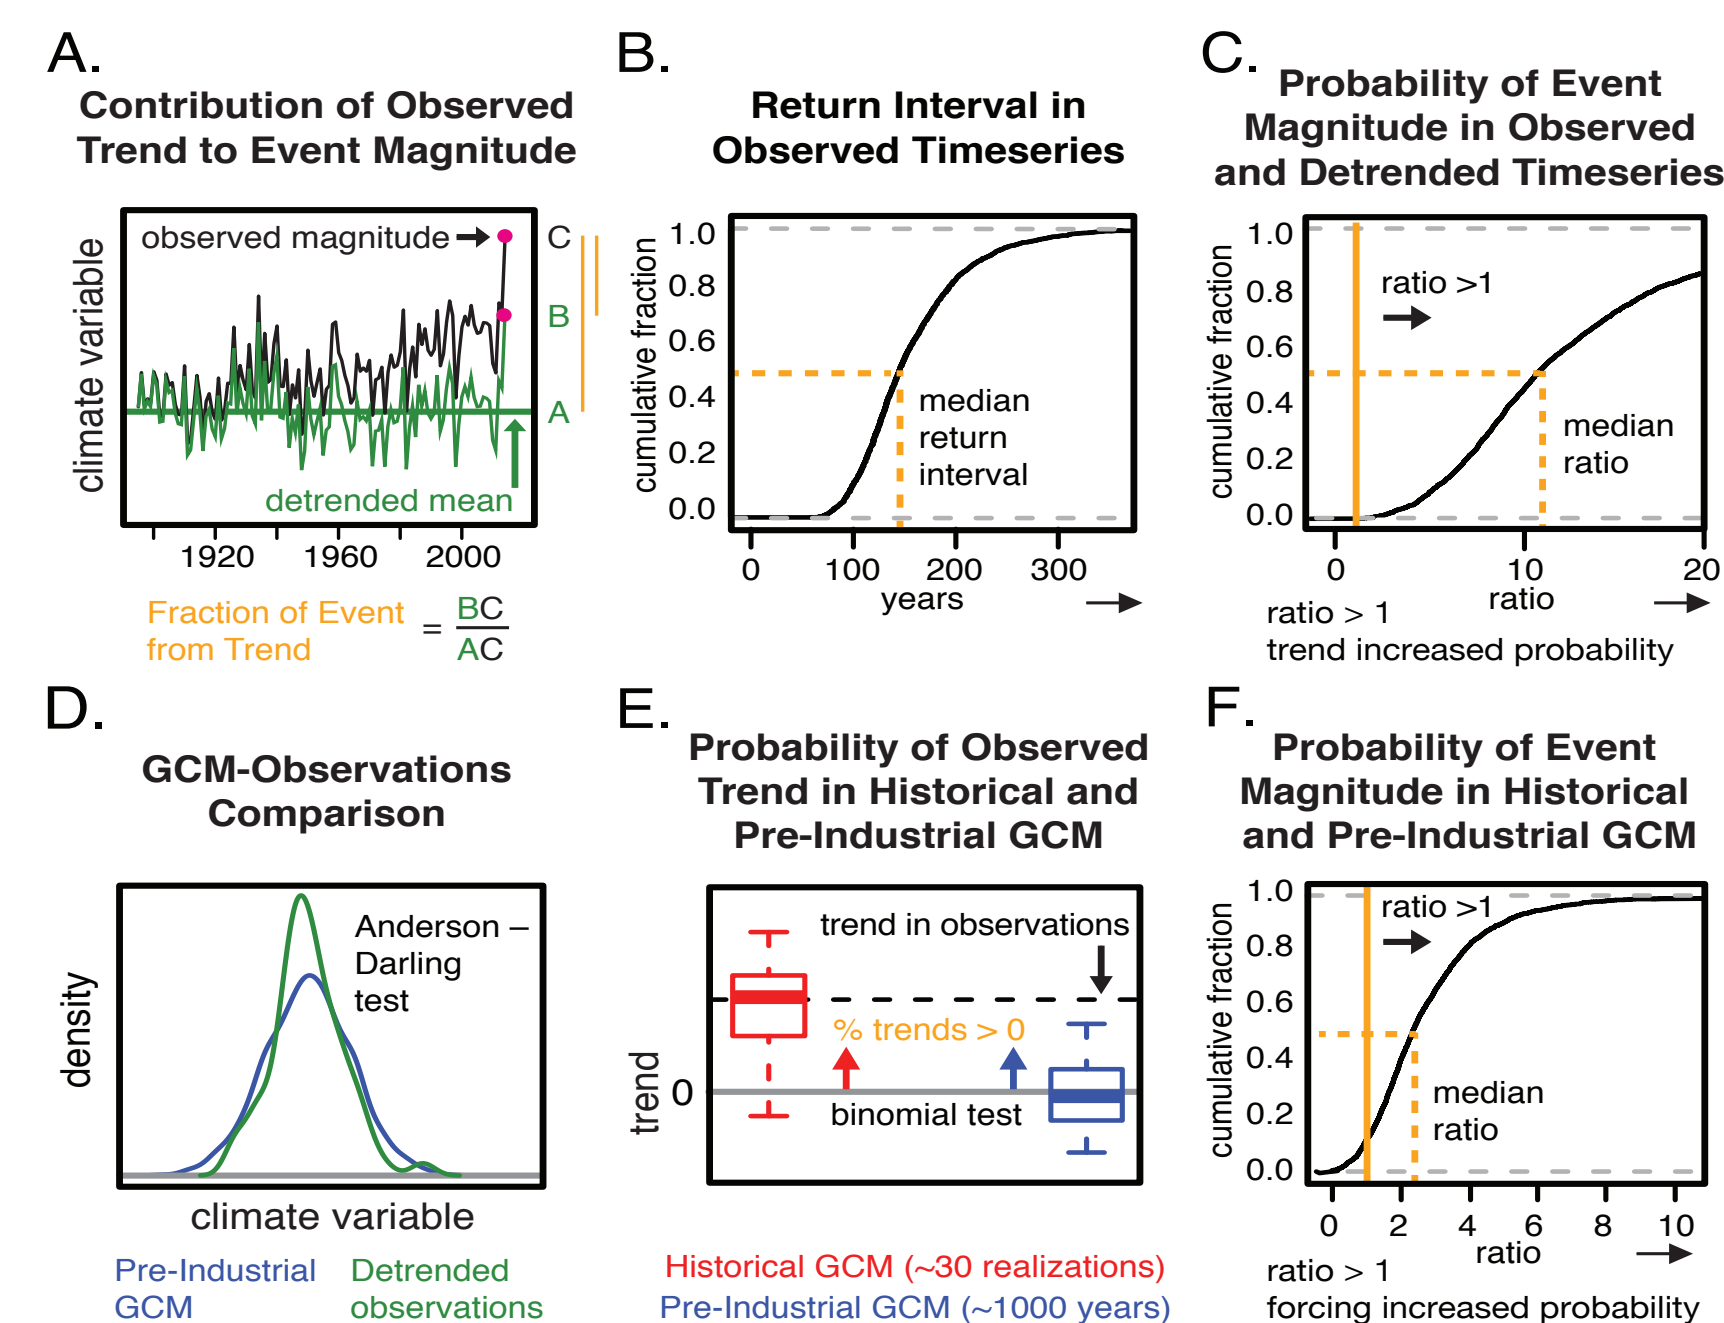 A.
Contribution of Observed
Trend to Event Magnitude
climate variable
observed magnitude
C
B
A
detrended mean
1920 1960 2000
Fraction of Event
from Trend
= BC
AC
B.
Return Interval in
Observed Timeseries
cumulative fraction
1.0
0.8
0.6
0.4
0.2
0.0
median
return
interval
0 100 200 300
years
C.
Probability of Event
Magnitude in Observed
and Detrended Timeseries
cumulative fraction
1.0
0.8
0.6
0.4
0.2
0.0
ratio >1
median
ratio
0 10 20
ratio
ratio > 1
trend increased probability
D.
GCM-Observations
Comparison
density
Anderson –
Darling
test
climate variable
Pre-Industrial
GCM
Detrended
observations
E.
Probability of Observed
Trend in Historical and
Pre-Industrial GCM
trend
0
trend in observations
% trends > 0
binomial test
Historical GCM (~30 realizations)
Pre-Industrial GCM (~1000 years)
F.
Probability of Event
Magnitude in Historical
and Pre-Industrial GCM
cumulative fraction
1.0
0.8
0.6
0.4
0.2
0.0
ratio >1
median
ratio
0 2 4 6 8 10
ratio
ratio > 1
forcing increased probability